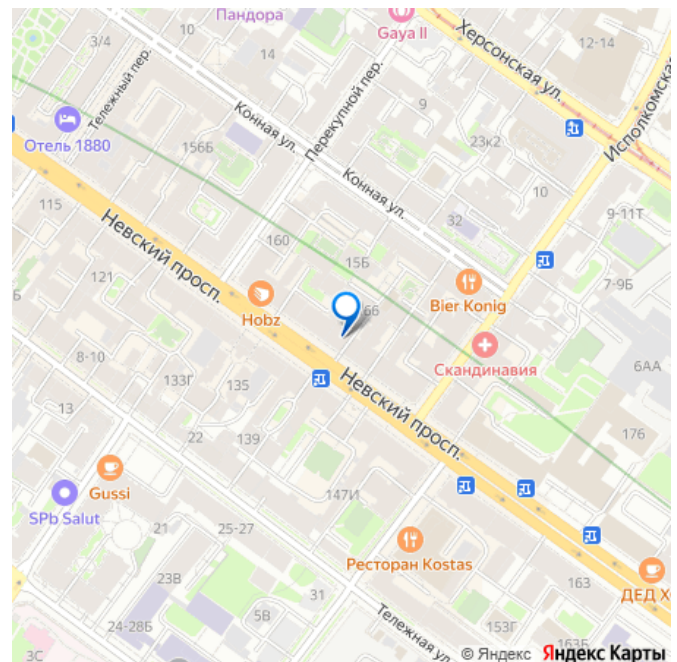 Пандора
Gaya II
3/4
10
14
Херсонская ул.
12-14
Тележный пер.
Перекупной пер.
9
Исполкомска
Отель 1880
156Б
Конная ул.
23к2
115
Конная ул.
10
9-11Т
Невский просп.
160
32
121
15Б
7-9Б
Hobz
6Б
Bier Konig
8-10
Скандинавия
6АА
133Г
135
Невский просп.
13
22
139
176
Gussi
147И
SPb Salut
21
25-27
Ресторан Kostas
23В
31
163
ДЕД Х
24-28Б
5В
Тележная ул.
153Г
163Б
3С
© Яндекс Яндекс Карты